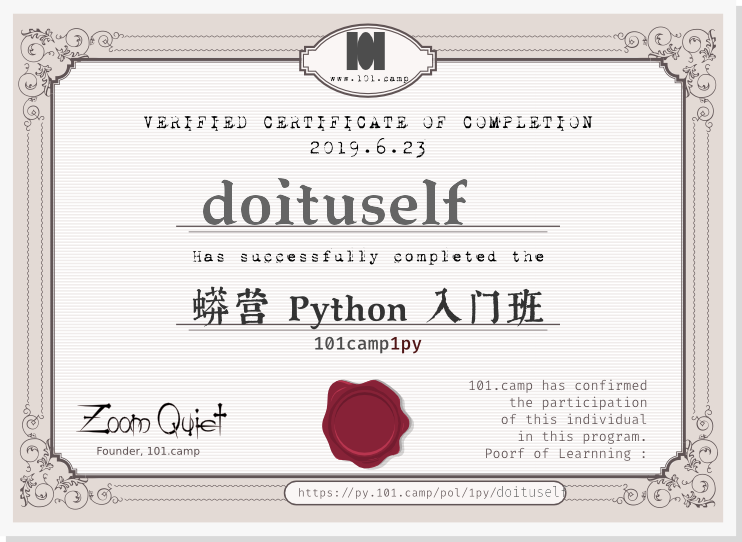 101
www.101.camp
VERIFIED CERTIFICATE OF COMPLETION
2019.6.23
doituself
Has successfully completed the
蟒营 Python 入门班
101camp1py
101.camp has confirmed
the participation
of this individual
in this program.
Poorf of Learnning :
Zoom Quiet
Founder, 101.camp
https://py.101.camp/pol/1py/doituself